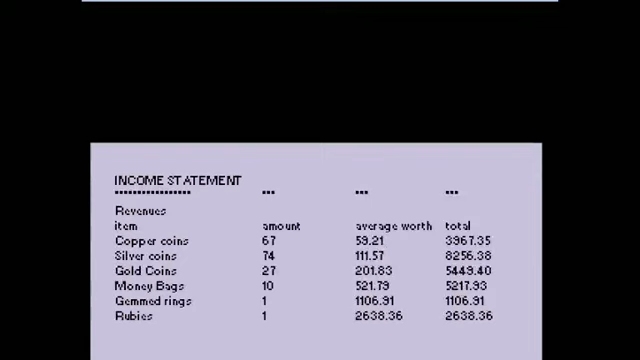 INCOME STATEMENT
................. ... ... ...
Revenues
item amount average worth total
Copper coins 67 59.21 3967.35
Silver coins 74 111.57 8256.38
Gold Coins 27 201.83 5449.40
Money Bags 10 521.79 5217.93
Gemmed rings 1 1106.91 1106.91
Rubies 1 2638.36 2638.36